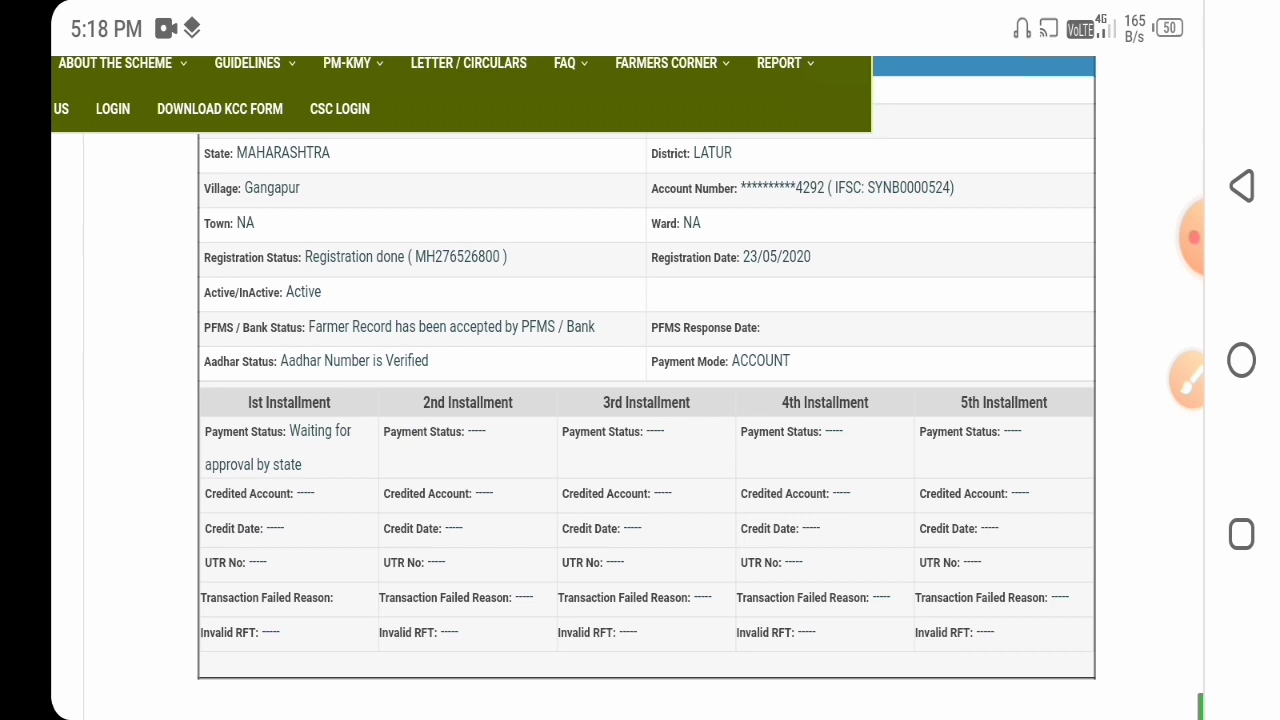 5:18 PM 4G VoLTE 165 B/s 50
ABOUT THE SCHEME GUIDELINES PM-KMY LETTER / CIRCULARS FAQ FARMERS CORNER REPORT
US LOGIN DOWNLOAD KCC FORM CSC LOGIN
State: MAHARASHTRA District: LATUR
Village: Gangapur Account Number: **********4292 ( IFSC: SYNB0000524)
Town: NA Ward: NA
Registration Status: Registration done ( MH276526800 ) Registration Date: 23/05/2020
Active/InActive: Active
PFMS / Bank Status: Farmer Record has been accepted by PFMS / Bank PFMS Response Date:
Aadhar Status: Aadhar Number is Verified Payment Mode: ACCOUNT
Ist Installment 2nd Installment 3rd Installment 4th Installment 5th Installment
Payment Status: Waiting for Payment Status: ----- Payment Status: ----- Payment Status: ----- Payment Status: -----
approval by state
Credited Account: ----- Credited Account: ----- Credited Account: ----- Credited Account: ----- Credited Account: -----
Credit Date: ----- Credit Date: ----- Credit Date: ----- Credit Date: ----- Credit Date: -----
UTR No: ----- UTR No: ----- UTR No: ----- UTR No: ----- UTR No: -----
Transaction Failed Reason: Transaction Failed Reason: ----- Transaction Failed Reason: ----- Transaction Failed Reason: ----- Transaction Failed Reason: -----
Invalid RFT: ----- Invalid RFT: ----- Invalid RFT: ----- Invalid RFT: ----- Invalid RFT: -----